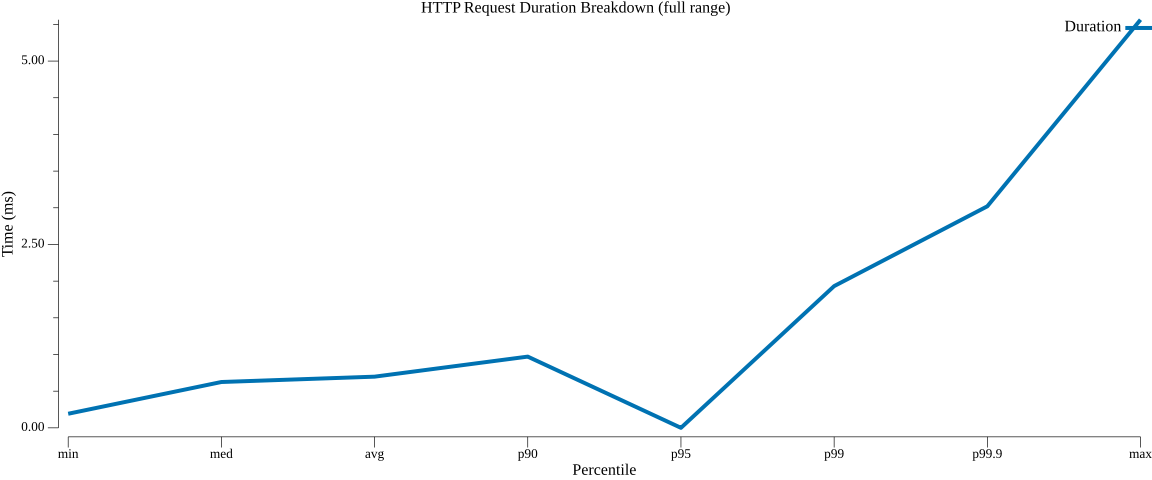 HTTP Request Duration Breakdown (full range)
Duration
5.00
Time (ms)
2.50
0.00
min med avg p90 p95 p99 p99.9 max
Percentile